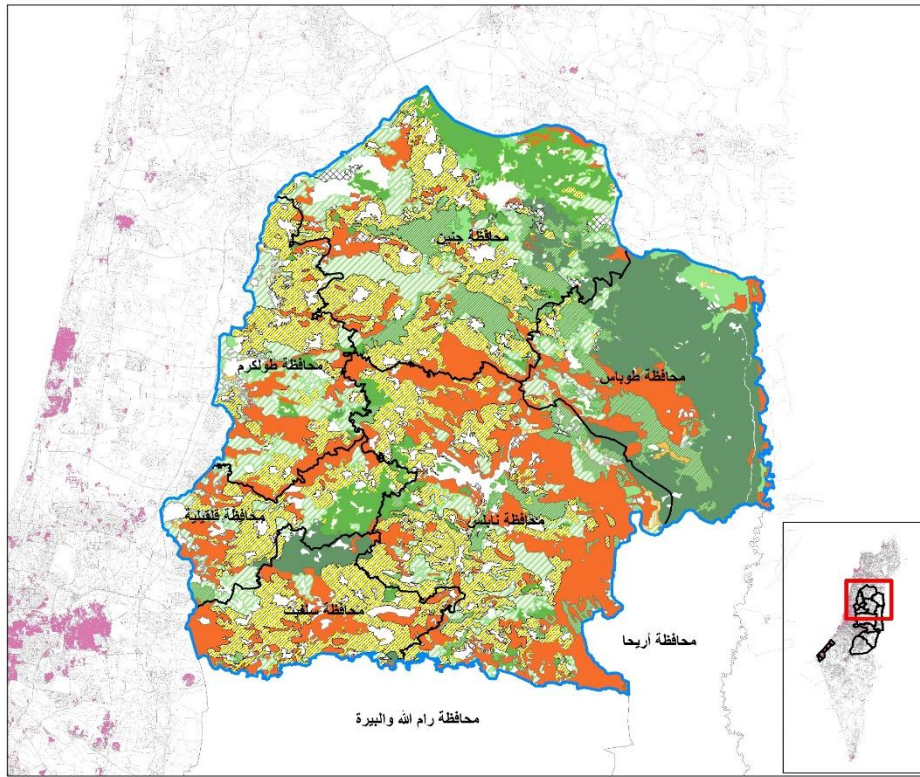 محافظة جنين
محافظة طولكرم
محافظة طوباس
محافظة قلقيلية
محافظة نابلس
محافظة سلفيت
محافظة أريحا
محافظة رام الله والبيرة